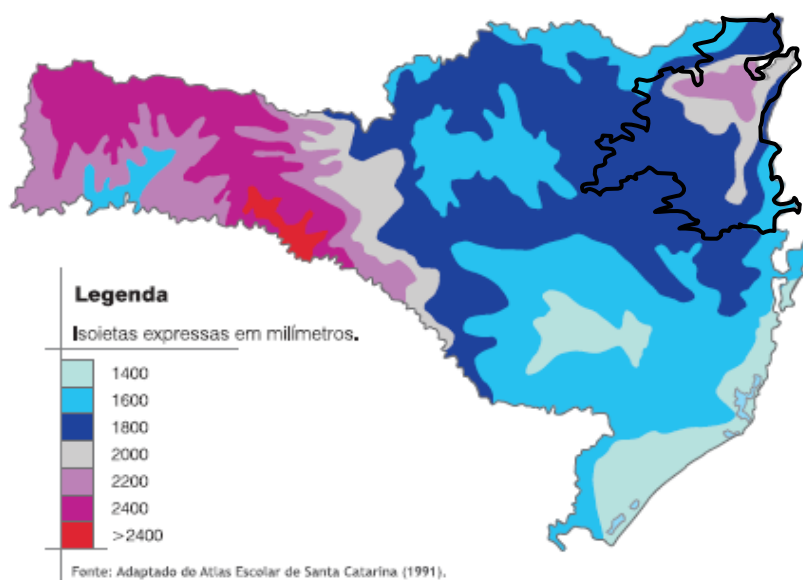 Legenda
Isoietas expressas em milímetros.
1400
1600
1800
2000
2200
2400
>2400
Fonte: Adaptado do Atlas Escolar de Santa Catarina (1991).